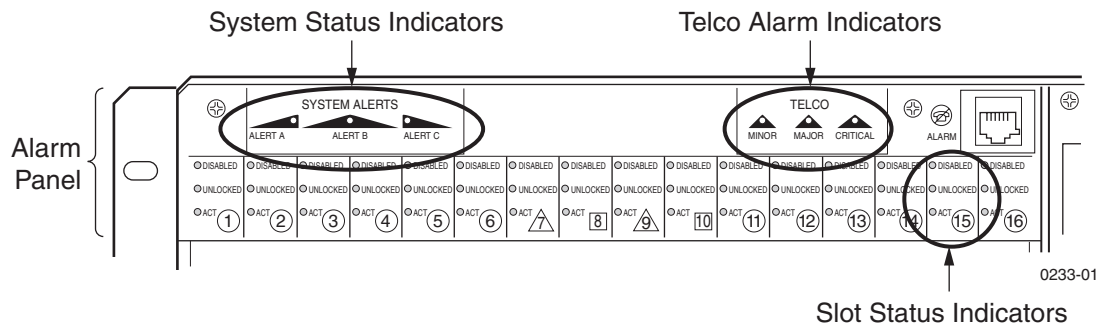 System Status Indicators
Telco Alarm Indicators
Alarm
Panel
SYSTEM ALERTS
ALERT A ALERT B ALERT C
TELCO
MINOR MAJOR CRITICAL
ALARM
DISABLED DISABLED DISABLED DISABLED DISABLED DISABLED DISABLED DISABLED DISABLED DISABLED DISABLED DISABLED DISABLED DISABLED DISABLED DISABLED
UNLOCKED UNLOCKED UNLOCKED UNLOCKED UNLOCKED UNLOCKED UNLOCKED UNLOCKED UNLOCKED UNLOCKED UNLOCKED UNLOCKED UNLOCKED UNLOCKED UNLOCKED UNLOCKED
ACT 1 ACT 2 ACT 3 ACT 4 ACT 5 ACT 6 ACT 7 ACT 8 ACT 9 ACT 10 ACT 11 ACT 12 ACT 13 ACT 14 ACT 15 ACT 16
0233-01
Slot Status Indicators